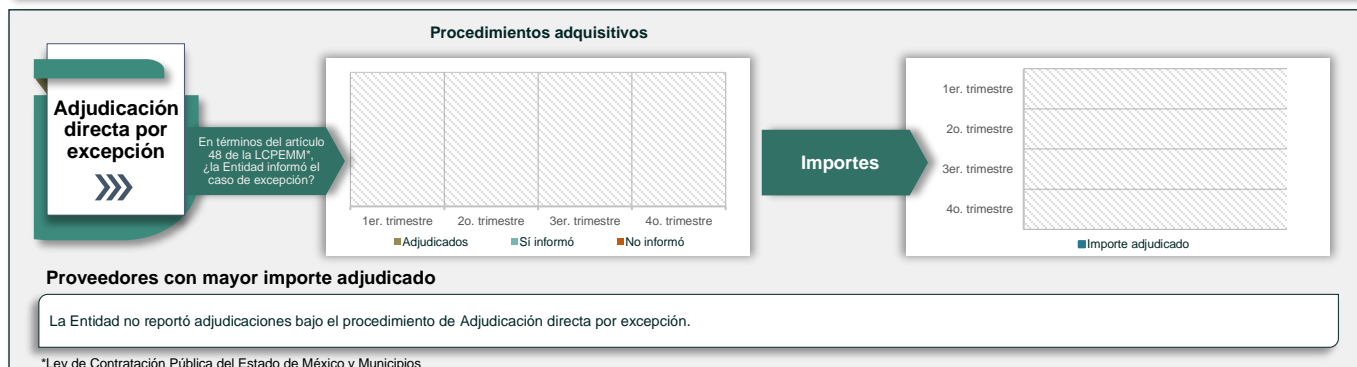 Procedimientos adquisitivos
Adjudicación
directa por
excepción
En términos del artículo
48 de la LCPEMM*,
¿la Entidad informó el
caso de excepción?
1er. trimestre 2o. trimestre 3er. trimestre 4o. trimestre
Adjudicados Sí informó No informó
Importes
1er. trimestre
2o. trimestre
3er. trimestre
4o. trimestre
Importe adjudicado
Proveedores con mayor importe adjudicado
La Entidad no reportó adjudicaciones bajo el procedimiento de Adjudicación directa por excepción.
*Ley de Contratación Pública del Estado de México y Municipios